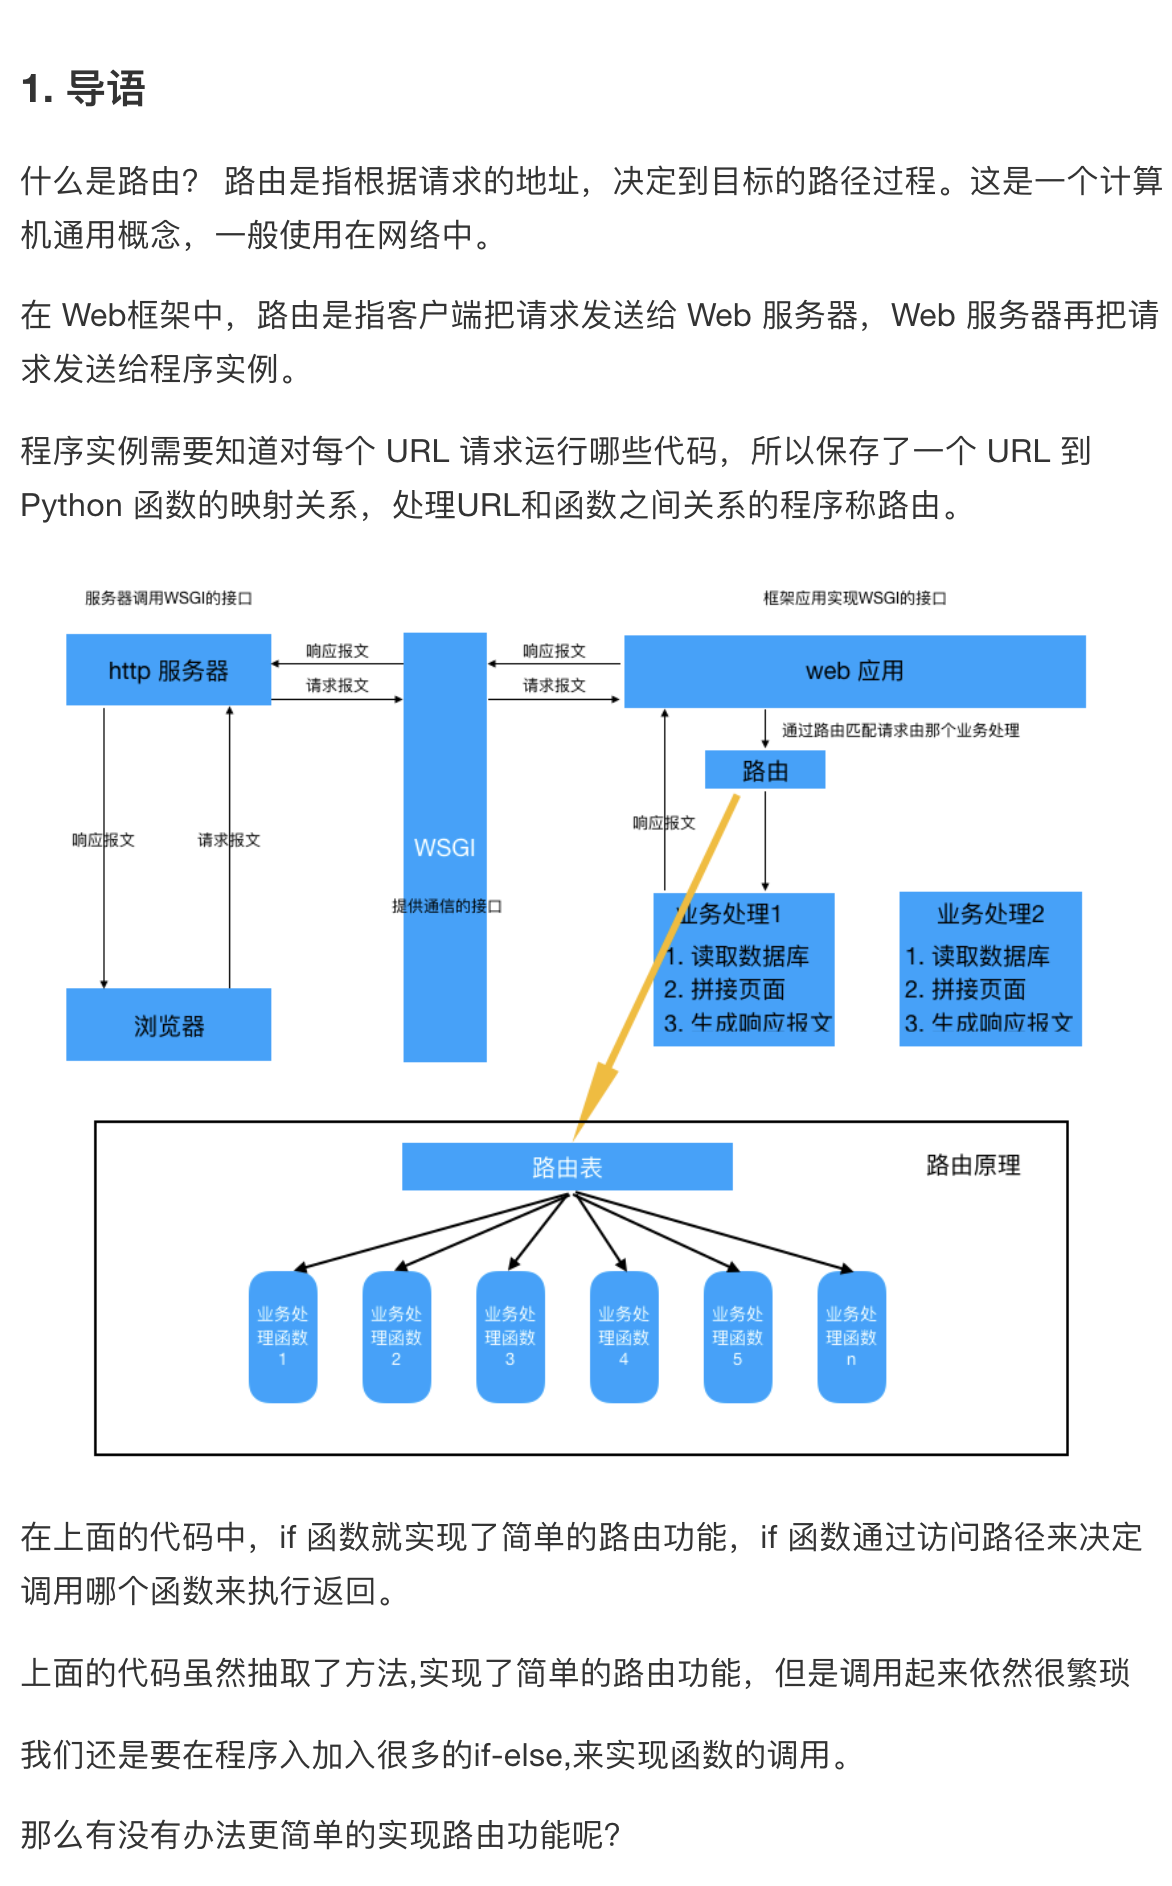 1. 导语
什么是路由？ 路由是指根据请求的地址，决定到目标的路径过程。这是一个计算
机通用概念，一般使用在网络中。
在 Web框架中，路由是指客户端把请求发送给 Web 服务器，Web 服务器再把请
求发送给程序实例。
程序实例需要知道对每个 URL 请求运行哪些代码，所以保存了一个 URL 到
Python 函数的映射关系，处理URL和函数之间关系的程序称路由。
服务器调用WSGI的接口
框架应用实现WSGI的接口
http 服务器
响应报文
请求报文
响应报文
请求报文
web 应用
通过路由匹配请求由那个业务处理
路由
响应报文
请求报文
WSGI
提供通信的接口
响应报文
业务处理1
1. 读取数据库
2. 拼接页面
3. 生成响应报文
业务处理2
1. 读取数据库
2. 拼接页面
3. 生成响应报文
浏览器
路由表
路由原理
业务处
理函数
1
业务处
理函数
2
业务处
理函数
3
业务处
理函数
4
业务处
理函数
5
业务处
理函数
n
在上面的代码中，if 函数就实现了简单的路由功能，if 函数通过访问路径来决定
调用哪个函数来执行返回。
上面的代码虽然抽取了方法,实现了简单的路由功能，但是调用起来依然很繁琐
我们还是要在程序入加入很多的if-else,来实现函数的调用。
那么有没有办法更简单的实现路由功能呢？